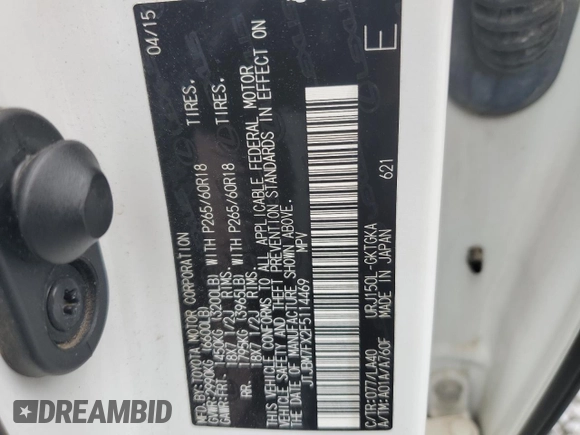 MFD.BY:TOYOTA MOTOR CORPORATION 04/15
GVWR:2990KG (6600LB)
GAWR:FRT. 1450KG (3200LB) WITH P265/60R18 TIRES.
18X7 1/2J RIMS.
RR. 1795KG (3965LB) WITH P265/60R18 TIRES.
18X7 1/2J RIMS.
THIS VEHICLE CONFORMS TO ALL APPLICABLE FEDERAL MOTOR
VEHICLE SAFETY AND THEFT PREVENTION STANDARDS IN EFFECT ON
THE DATE OF MANUFACTURE SHOWN ABOVE.
MPV
E
C/TR:077/LA40 URJ150L-GKTGKA
A/TM:A01A/A760F MADE IN JAPAN 621
DREAMBID